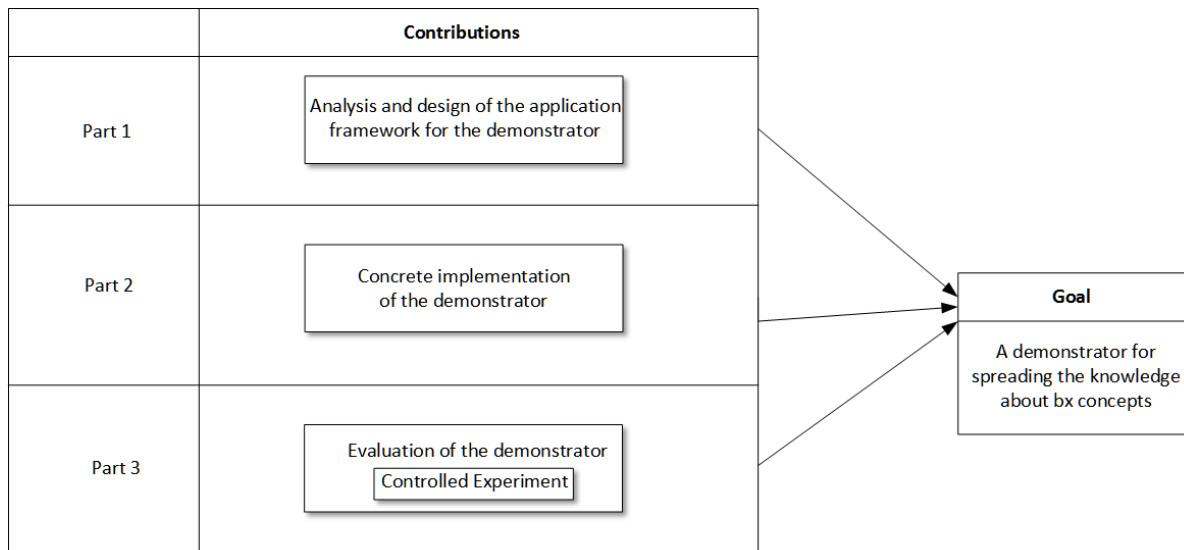 Contributions
Part 1
Analysis and design of the application
framework for the demonstrator
Part 2
Concrete implementation
of the demonstrator
Part 3
Evaluation of the demonstrator
Controlled Experiment
Goal
A demonstrator for
spreading the knowledge
about bx concepts